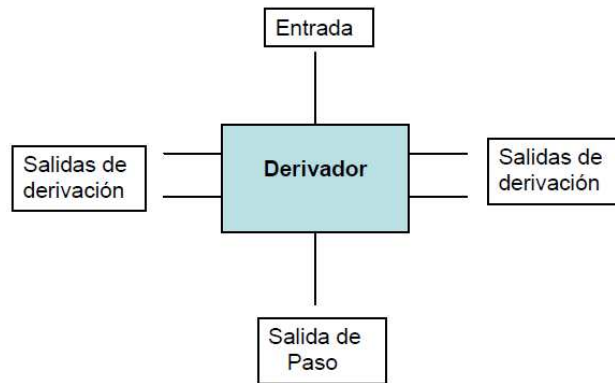 Entrada
Salidas de
derivación
Derivador
Salidas de
derivación
Salida de
Paso